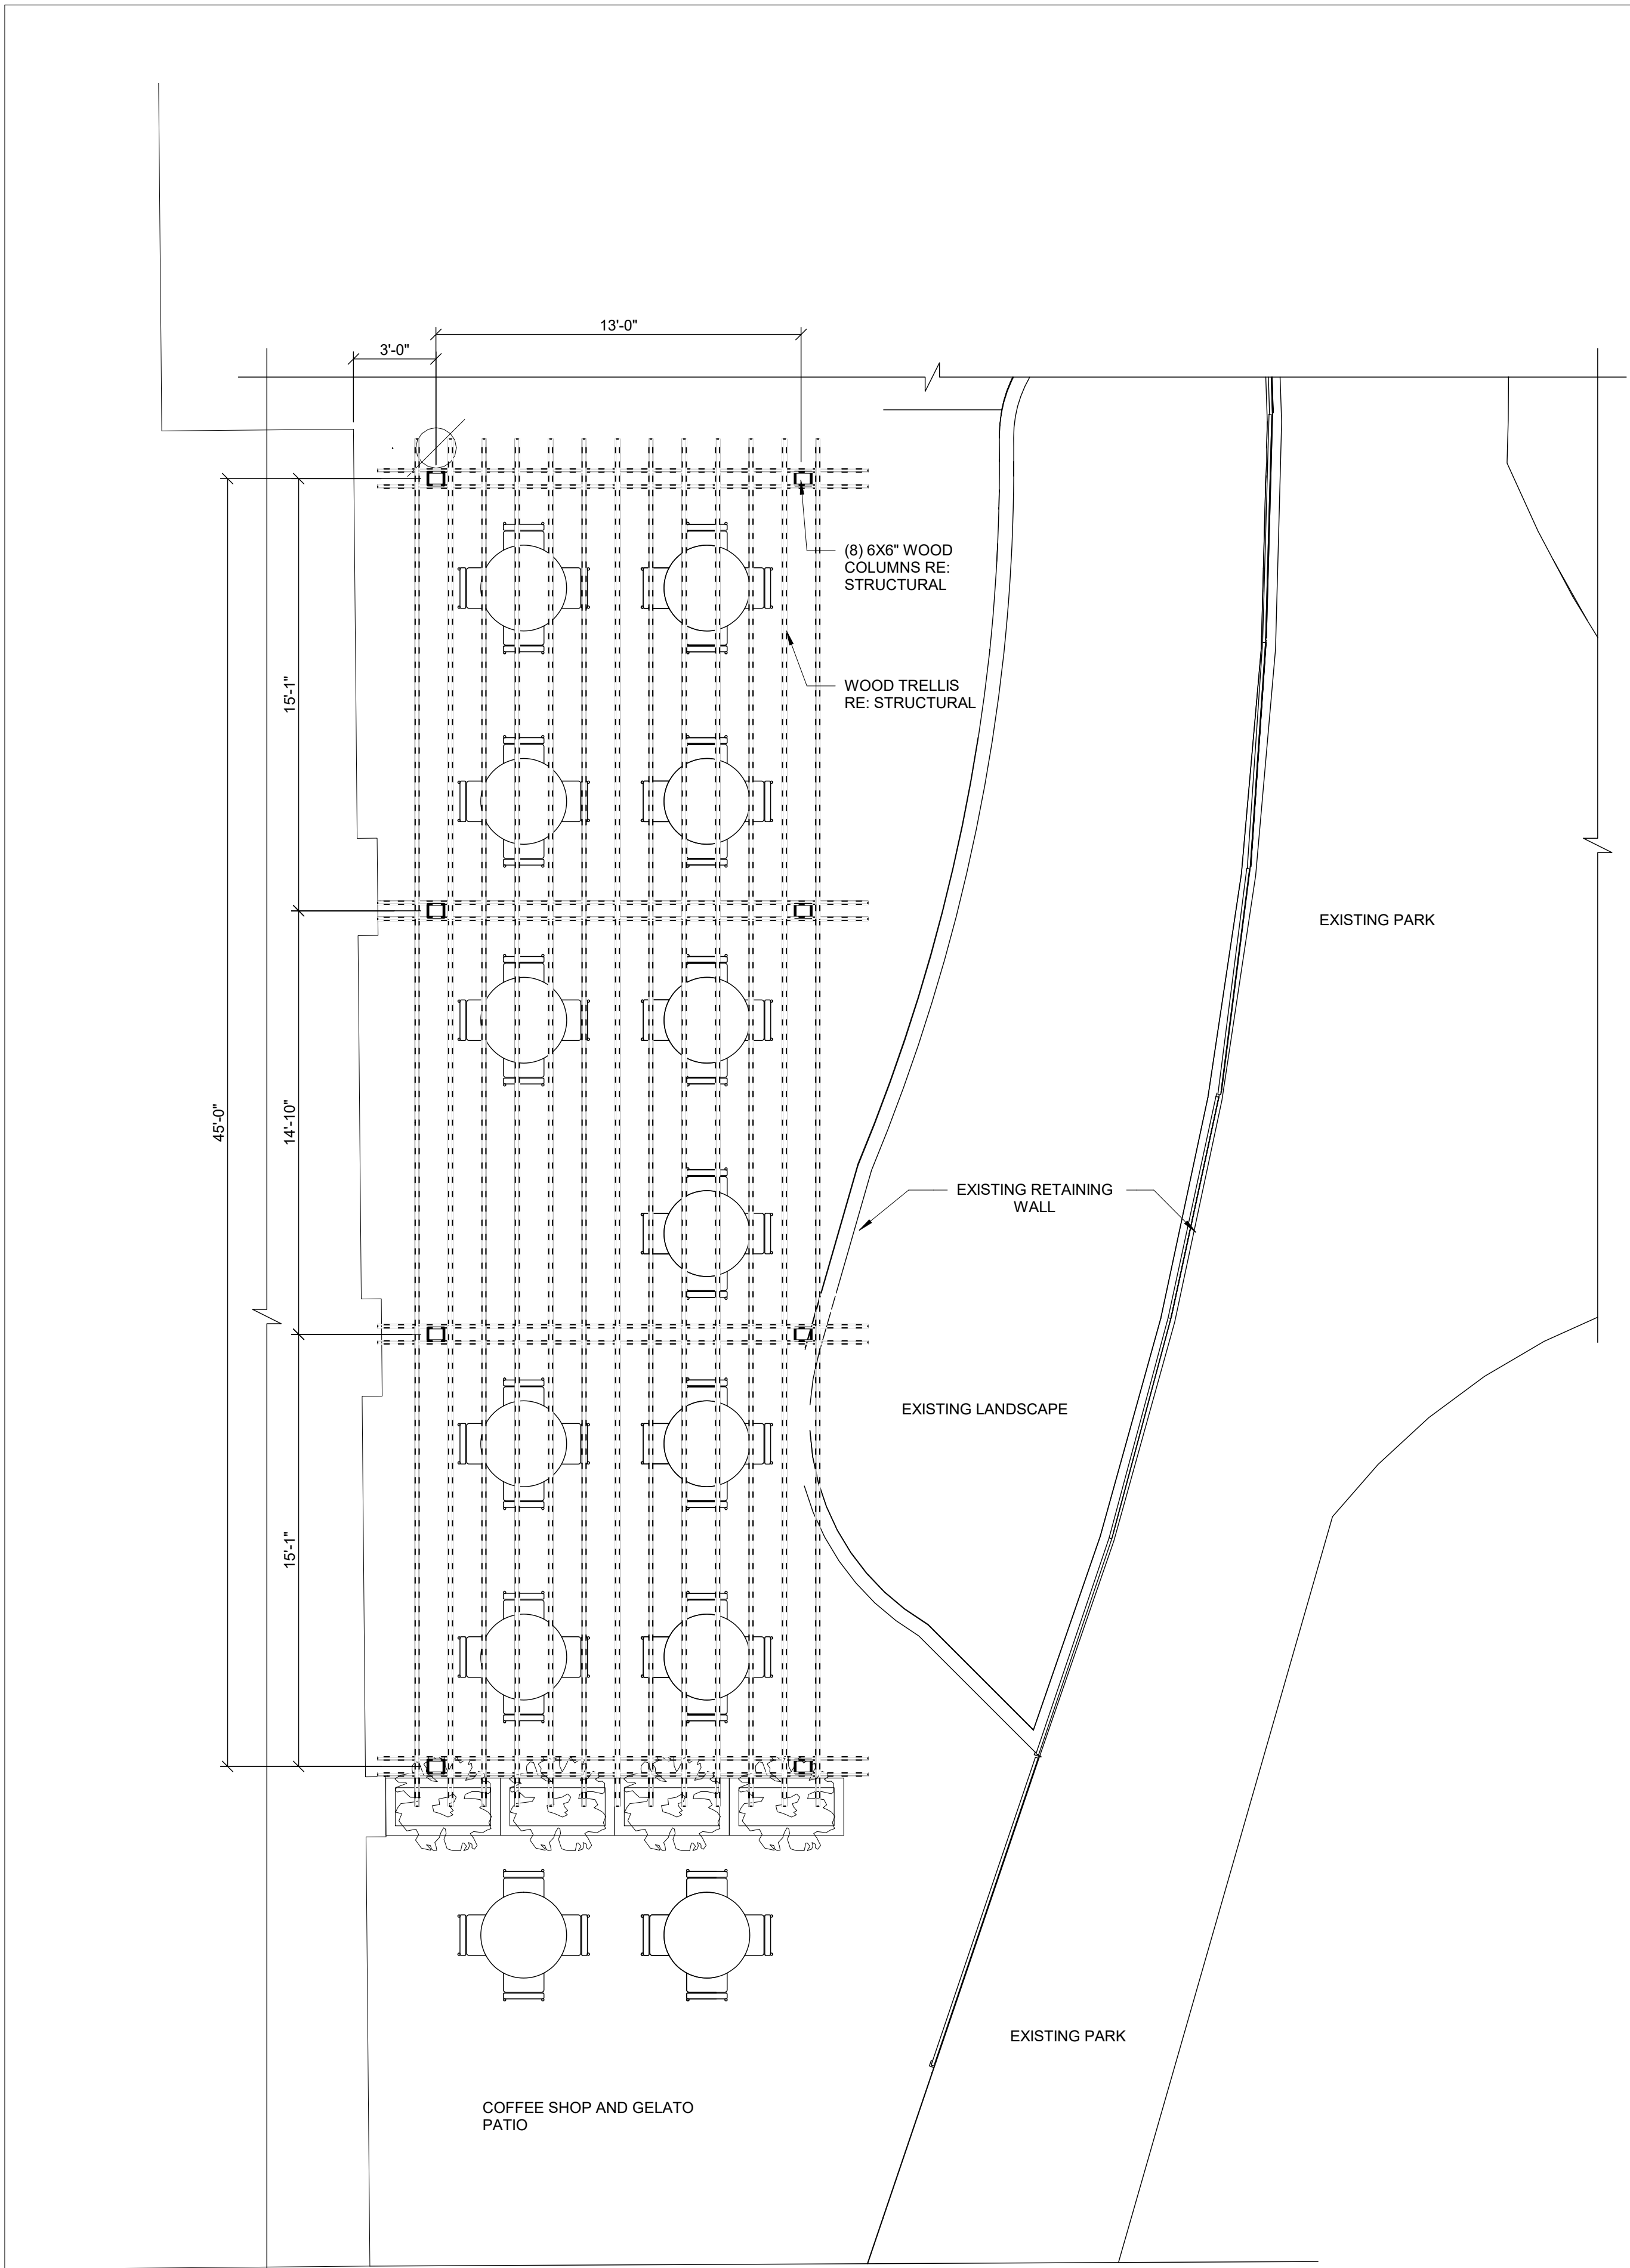 13'-0"
3'-0"
(8) 6X6" WOOD
COLUMNS RE:
STRUCTURAL
15'-1"
WOOD TRELLIS
RE: STRUCTURAL
EXISTING PARK
45'-0"
14'-10"
EXISTING RETAINING
WALL
EXISTING LANDSCAPE
15'-1"
EXISTING PARK
COFFEE SHOP AND GELATO
PATIO